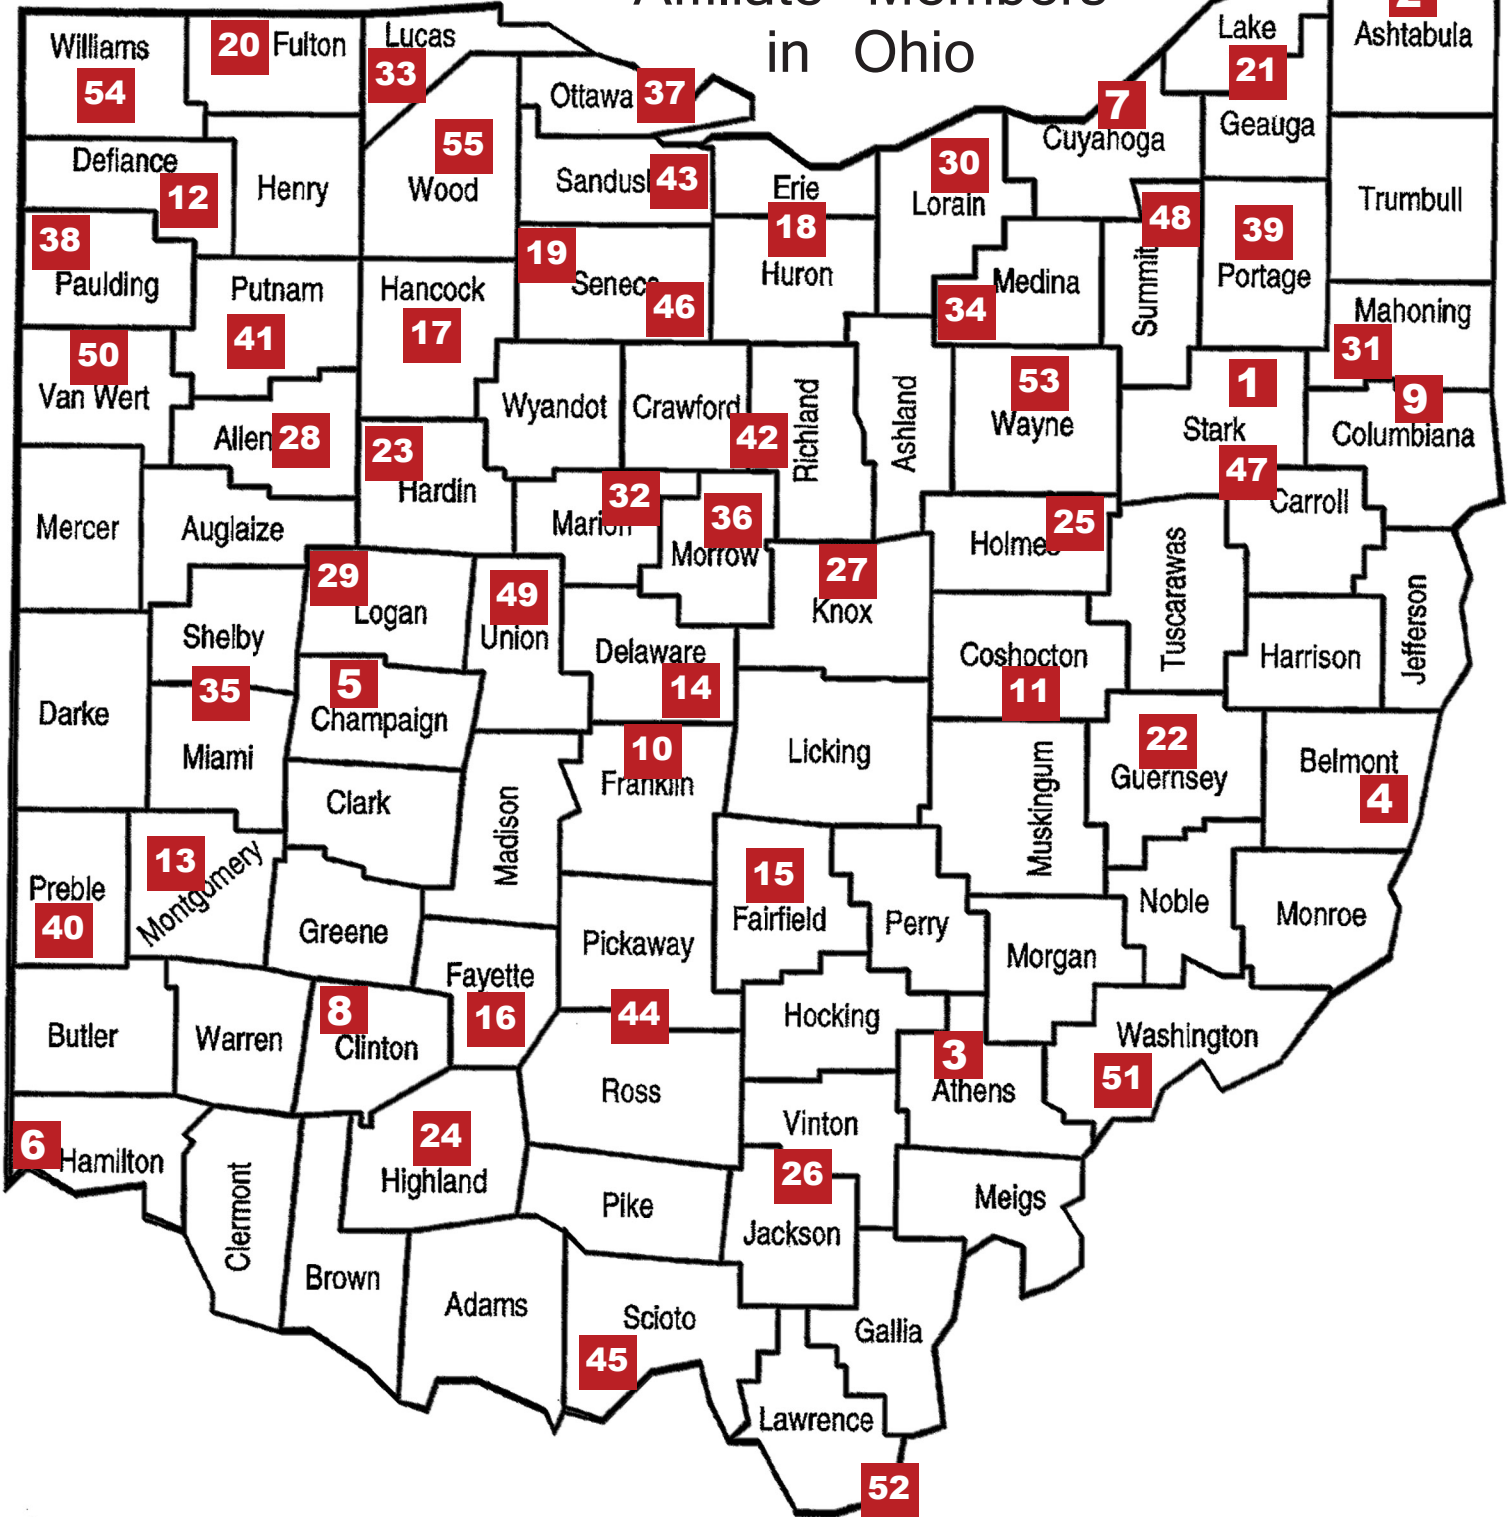 Affiliate Members
in Ohio
Williams
54
20 Fulton
Lucas
33
Ottawa 37
Lake
21
2
Ashtabula
7
Cuyahoga
Geauga
Defiance
12
Henry
55
Wood
43
Erie
18
Huron
30
Lorain
48
Summit
39
Portage
Trumbull
38
Paulding
Putnam
41
Hancock
17
19
Seneca
46
Medina
34
Mahoning
31
50
Van Wert
Allen 28
23
Hardin
Wyandot
Crawford
42
Richland
Ashland
53
Wayne
1
Stark
47
9
Columbiana
Carroll
Mercer
Auglaize
32
Marion
36
Morrow
27
Knox
25
Holmes
Tuscarawas
Jefferson
29
Logan
49
Union
Shelby
35
Miami
Darke
5
Champaign
Delaware
14
Coshocton
11
Harrison
10
Franklin
Licking
Muskingum
22
Guernsey
Belmont
4
Clark
Madison
Preble
40
13
Montgomery
Greene
Fayette
16
Pickaway
44
15
Fairfield
Perry
Morgan
Noble
Monroe
Butler
Warren
8
Clinton
Ross
Hocking
3
Athens
Washington
51
6
Hamilton
Clermont
24
Highland
Vinton
Pike
26
Jackson
Meigs
Brown
Adams
Scioto
45
Gallia
Lawrence
52